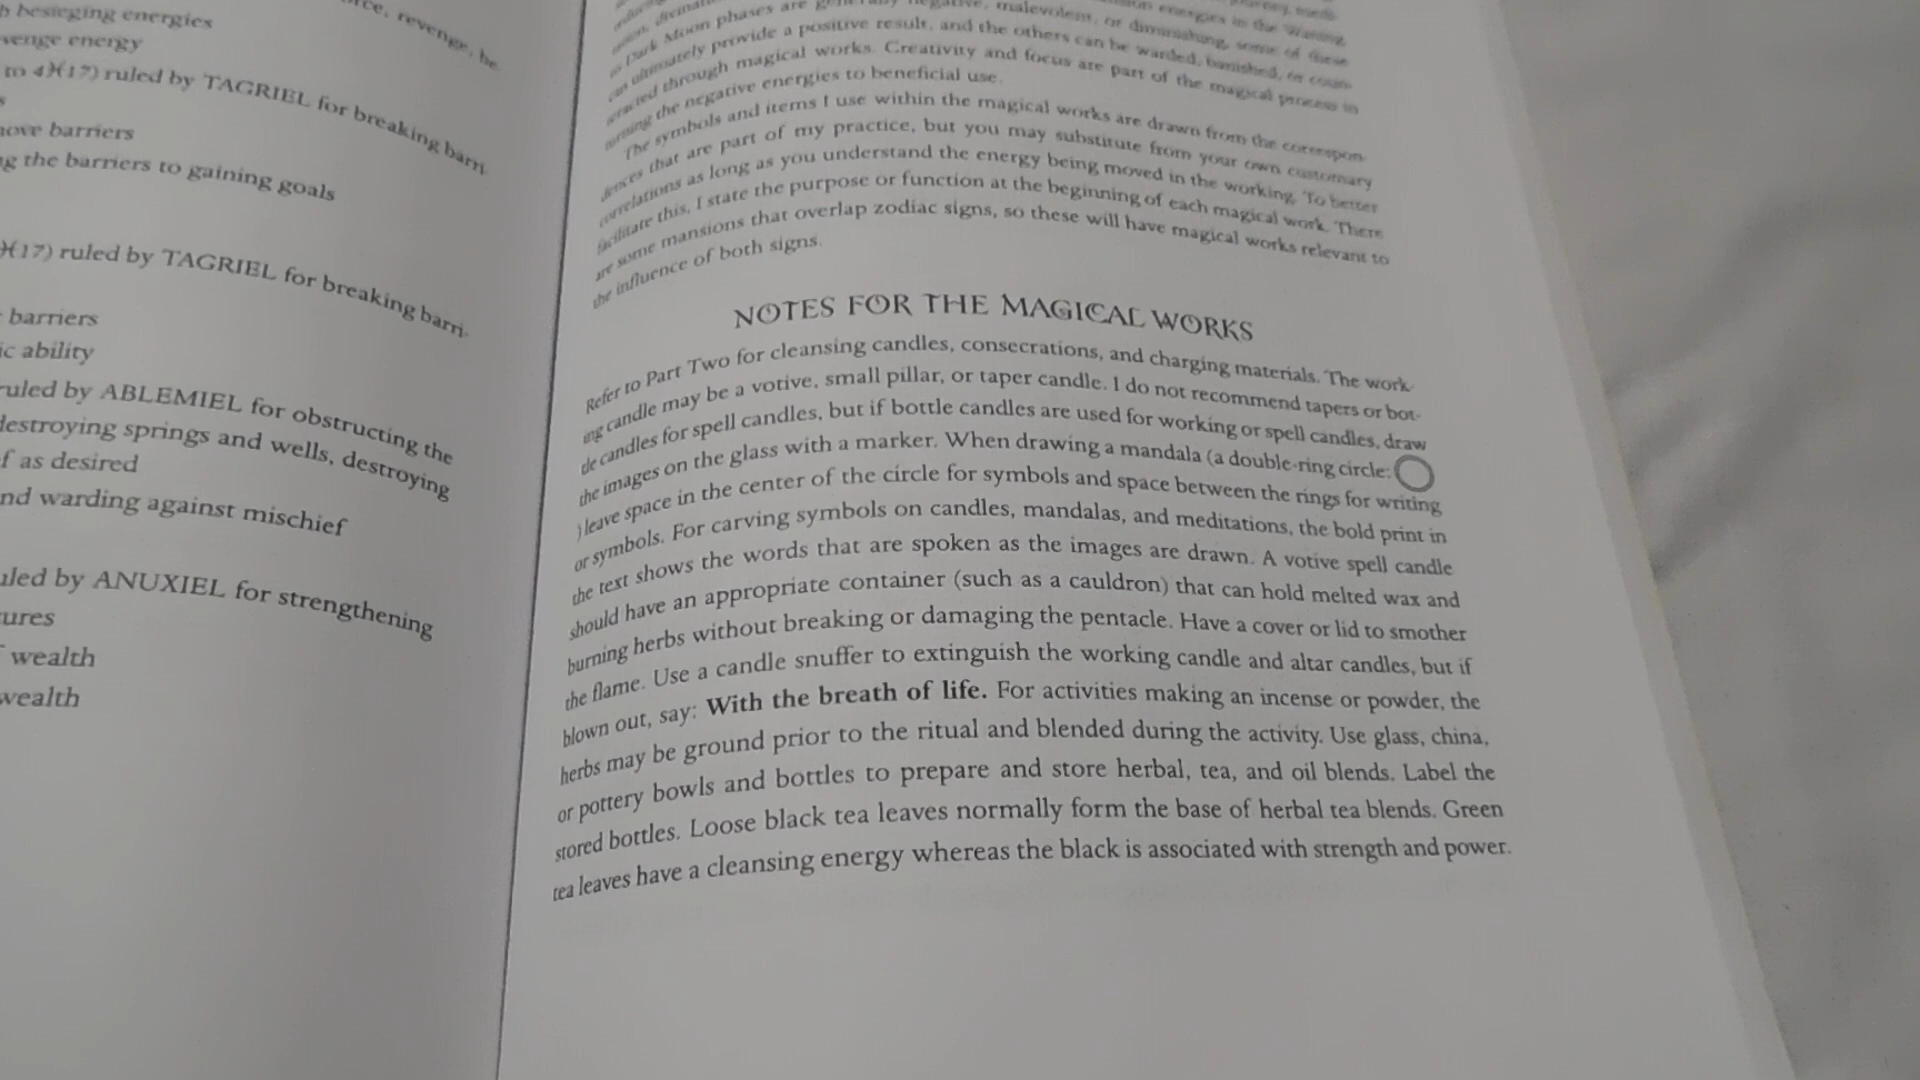 besieging energies
venge energy
to 4♓17) ruled by TAGRIEL for breaking barri-
move barriers
the barriers to gaining goals
♓17) ruled by TAGRIEL for breaking barri-
barriers
ic ability
ruled by ABLEMIEL for obstructing the
destroying springs and wells, destroying
f as desired
nd warding against mischief
uled by ANUXIEL for strengthening
tures
wealth
wealth
Dark Moon phases are generally negative, malevolent, or diminishing, some of these
can ultimately provide a positive result, and the others can be warded, banished, or coun-
teracted through magical works. Creativity and focus are part of the magical process in
turning the negative energies to beneficial use.
The symbols and items I use within the magical works are drawn from the correspon-
dences that are part of my practice, but you may substitute from your own customary
correlations as long as you understand the energy being moved in the working. To better
facilitate this, I state the purpose or function at the beginning of each magical work. There
are some mansions that overlap zodiac signs, so these will have magical works relevant to
the influence of both signs.
NOTES FOR THE MAGICAL WORKS
Refer to Part Two for cleansing candles, consecrations, and charging materials. The work-
ing candle may be a votive, small pillar, or taper candle. I do not recommend tapers or bot-
tle candles for spell candles, but if bottle candles are used for working or spell candles, draw
the images on the glass with a marker. When drawing a mandala (a double-ring circle:
) leave space in the center of the circle for symbols and space between the rings for writing
or symbols. For carving symbols on candles, mandalas, and meditations, the bold print in
the text shows the words that are spoken as the images are drawn. A votive spell candle
should have an appropriate container (such as a cauldron) that can hold melted wax and
burning herbs without breaking or damaging the pentacle. Have a cover or lid to smother
the flame. Use a candle snuffer to extinguish the working candle and altar candles, but if
blown out, say: With the breath of life. For activities making an incense or powder, the
herbs may be ground prior to the ritual and blended during the activity. Use glass, china,
or pottery bowls and bottles to prepare and store herbal, tea, and oil blends. Label the
stored bottles. Loose black tea leaves normally form the base of herbal tea blends. Green
tea leaves have a cleansing energy whereas the black is associated with strength and power.